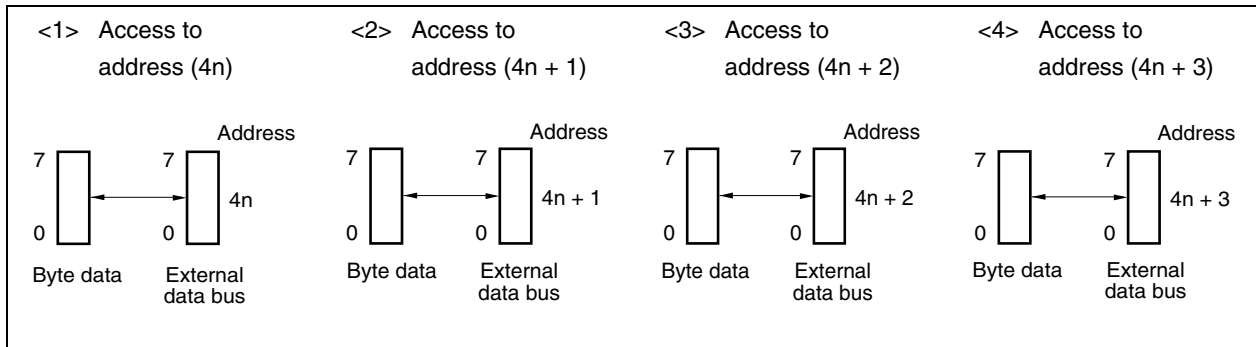 <1> Access to
address (4n)
Address
7
7
4n
0
0
Byte data
External
data bus
<2> Access to
address (4n + 1)
Address
7
7
4n + 1
0
0
Byte data
External
data bus
<3> Access to
address (4n + 2)
Address
7
7
4n + 2
0
0
Byte data
External
data bus
<4> Access to
address (4n + 3)
Address
7
7
4n + 3
0
0
Byte data
External
data bus